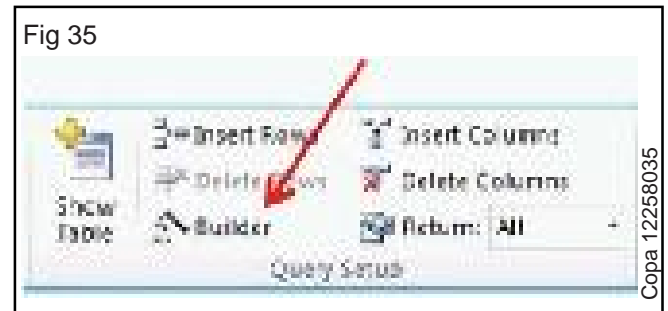 Fig 35
Show Table
Insert Rows
Delete Rows
Builder
Insert Columns
Delete Columns
Return: All
Query Setup
Copa 12258035